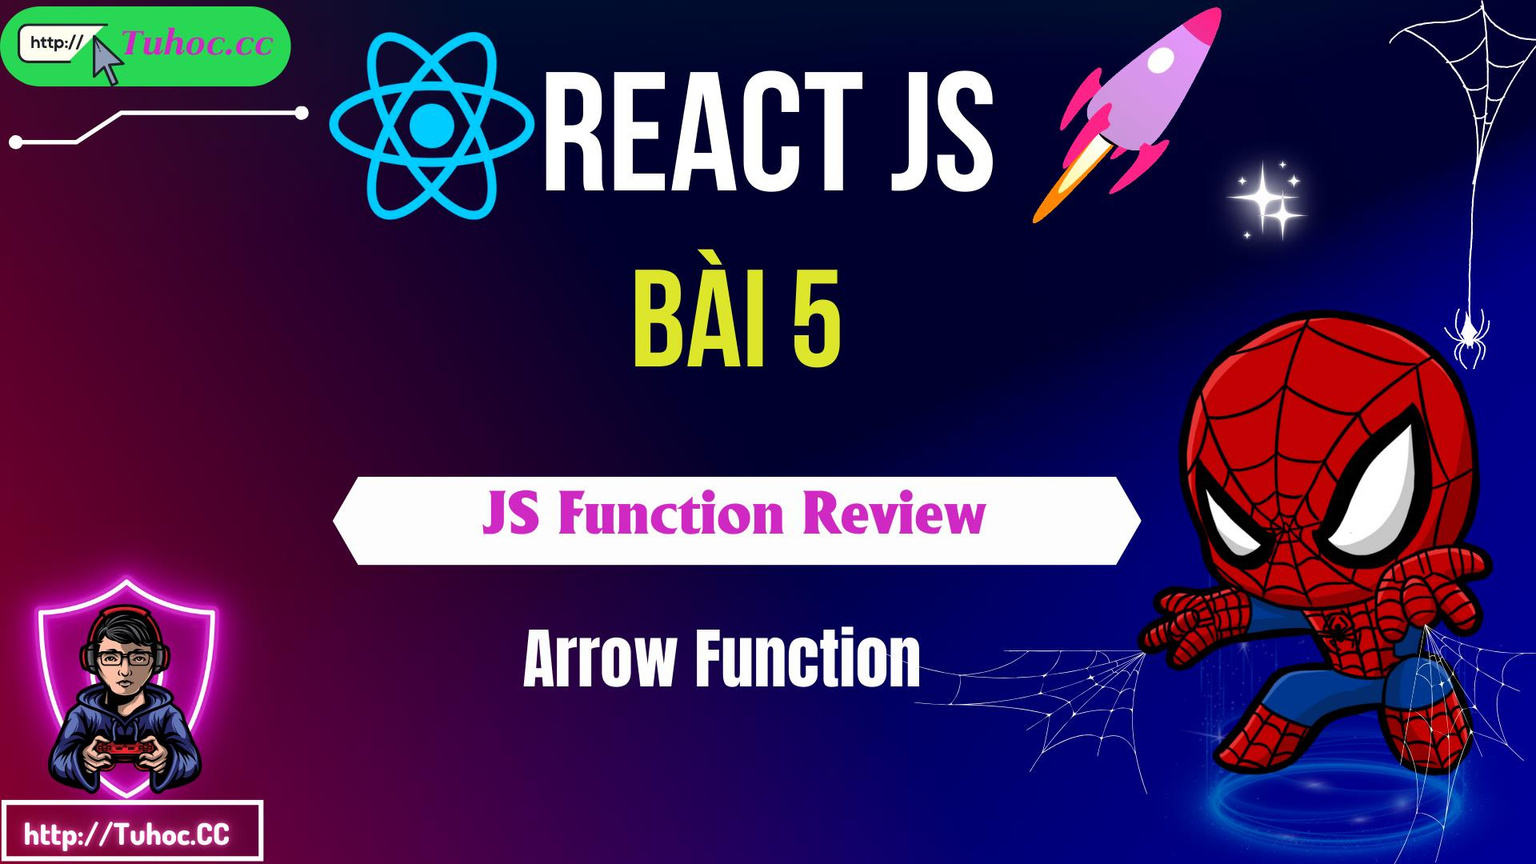 http://
Tuhoc.cc
REACT JS
BÀI 5
JS Function Review
Arrow Function
http://Tuhoc.CC